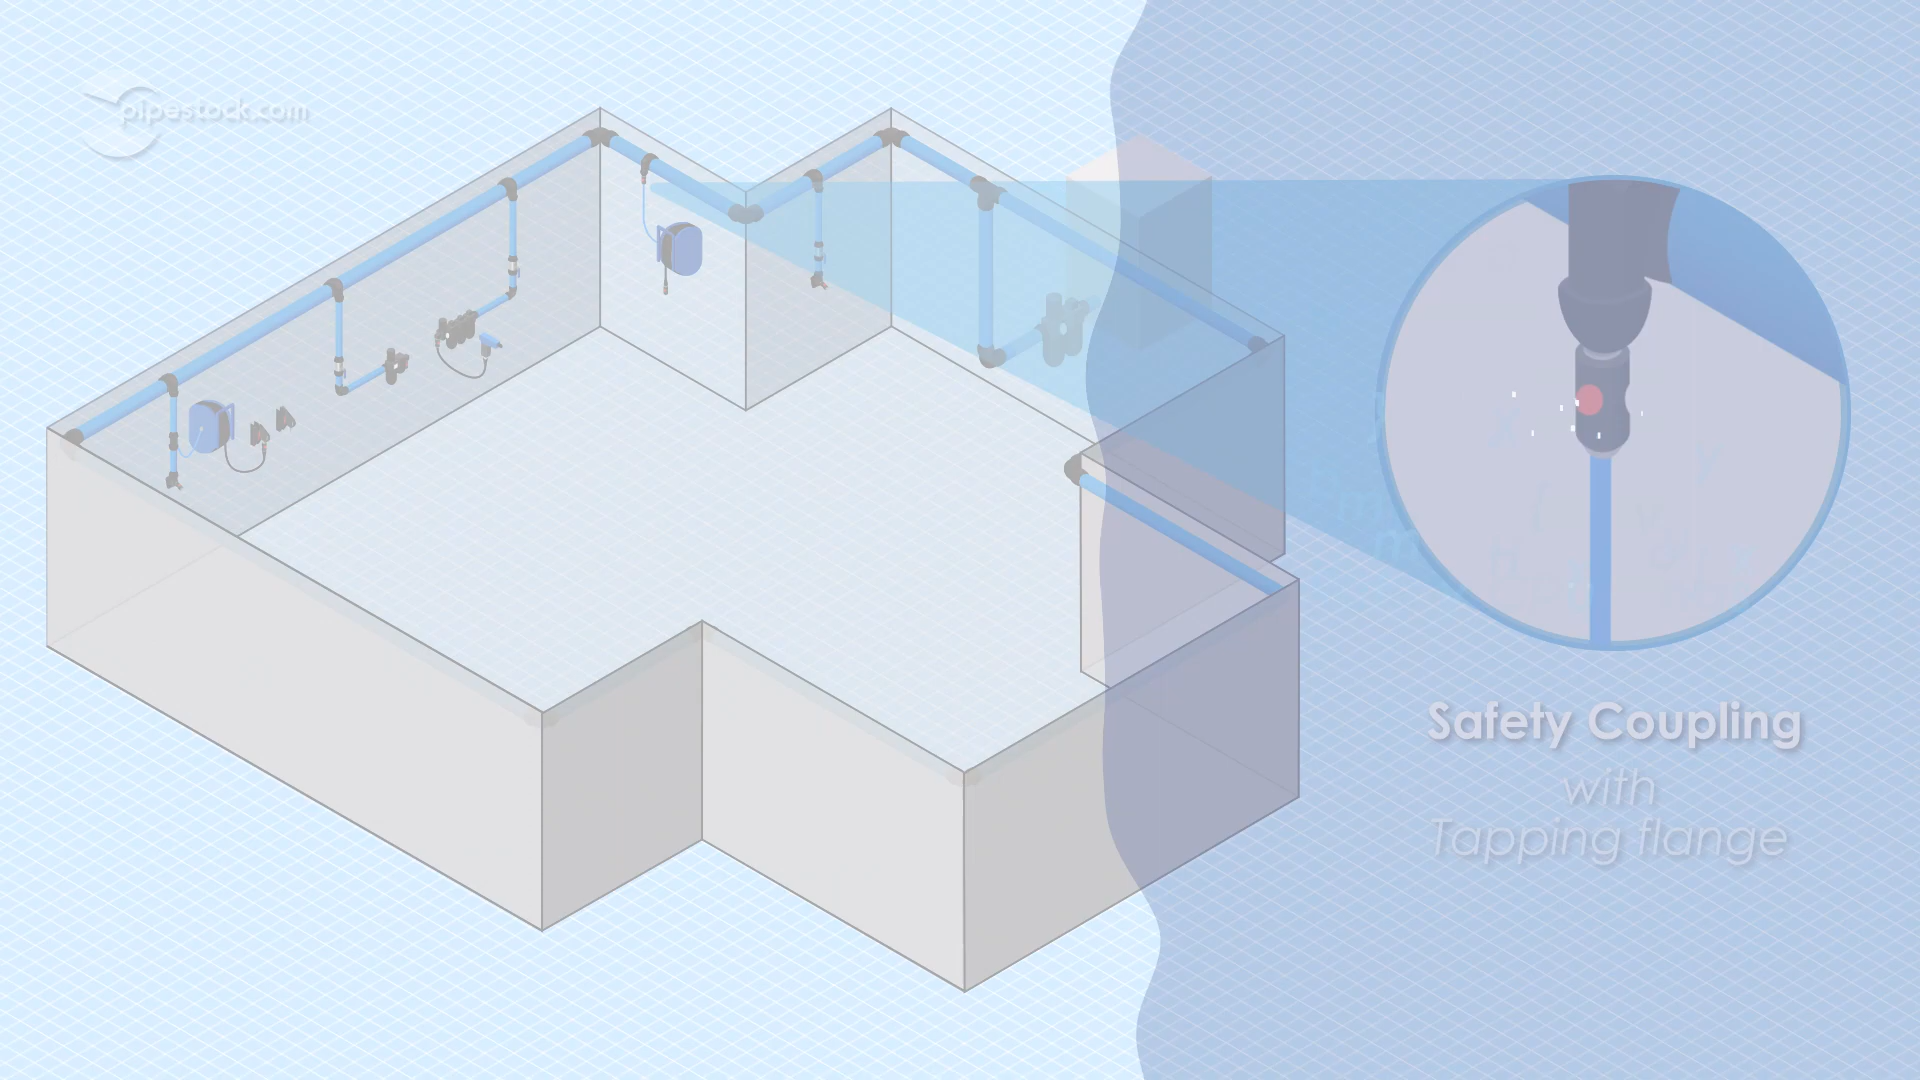 pipestock.com
Safety Coupling
with
Tapping flange